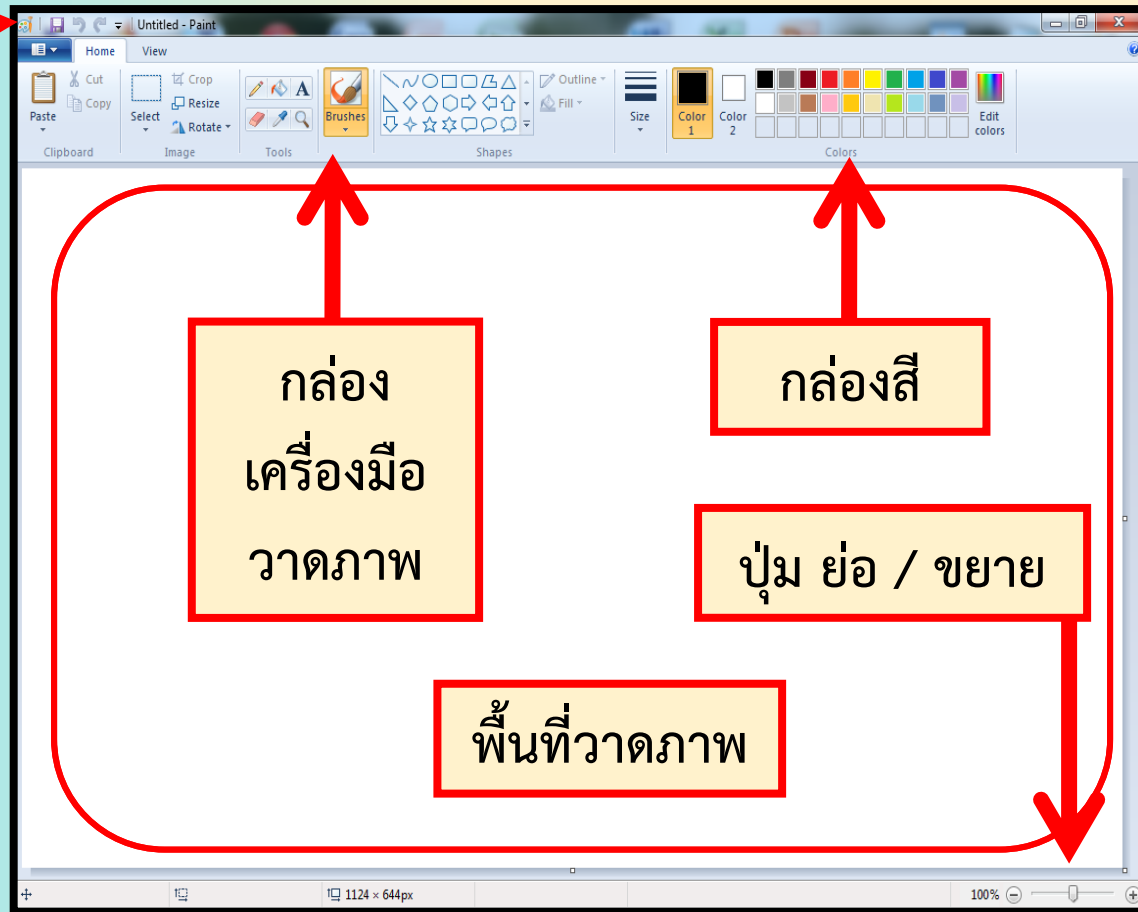 Untitled - Paint
Home View
Paste
Cut
Copy
Clipboard
Select
Crop
Resize
Rotate
Image
A
Tools
Brushes
Shapes
Outline
Fill
Size
Color
1
Color
2
Edit
colors
Colors
กล่อง
เครื่องมือ
วาดภาพ
กล่องสี
ปุ่ม ย่อ / ขยาย
พื้นที่วาดภาพ
1124 × 644px
100%